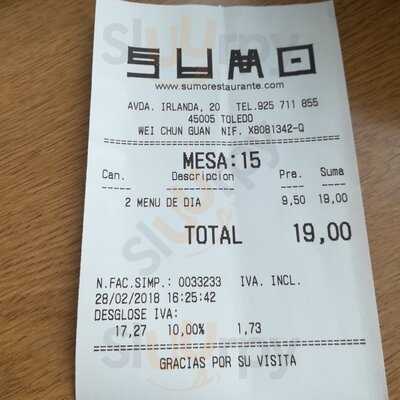 SUMO
www.sumorestaurante.com
AVDA. IRLANDA, 20 TEL.925 711 855
45005 TOLEDO
WEI CHUN GUAN NIF. X8081342-Q
MESA:15
Can. Descripcion Pre. Suma
2 MENU DE DIA 9,50 19,00
TOTAL 19,00
N.FAC.SIMP.: 0033233 IVA. INCL.
28/02/2018 16:25:42
DESGLOSE IVA:
17,27 10,00% 1,73
GRACIAS POR SU VISITA